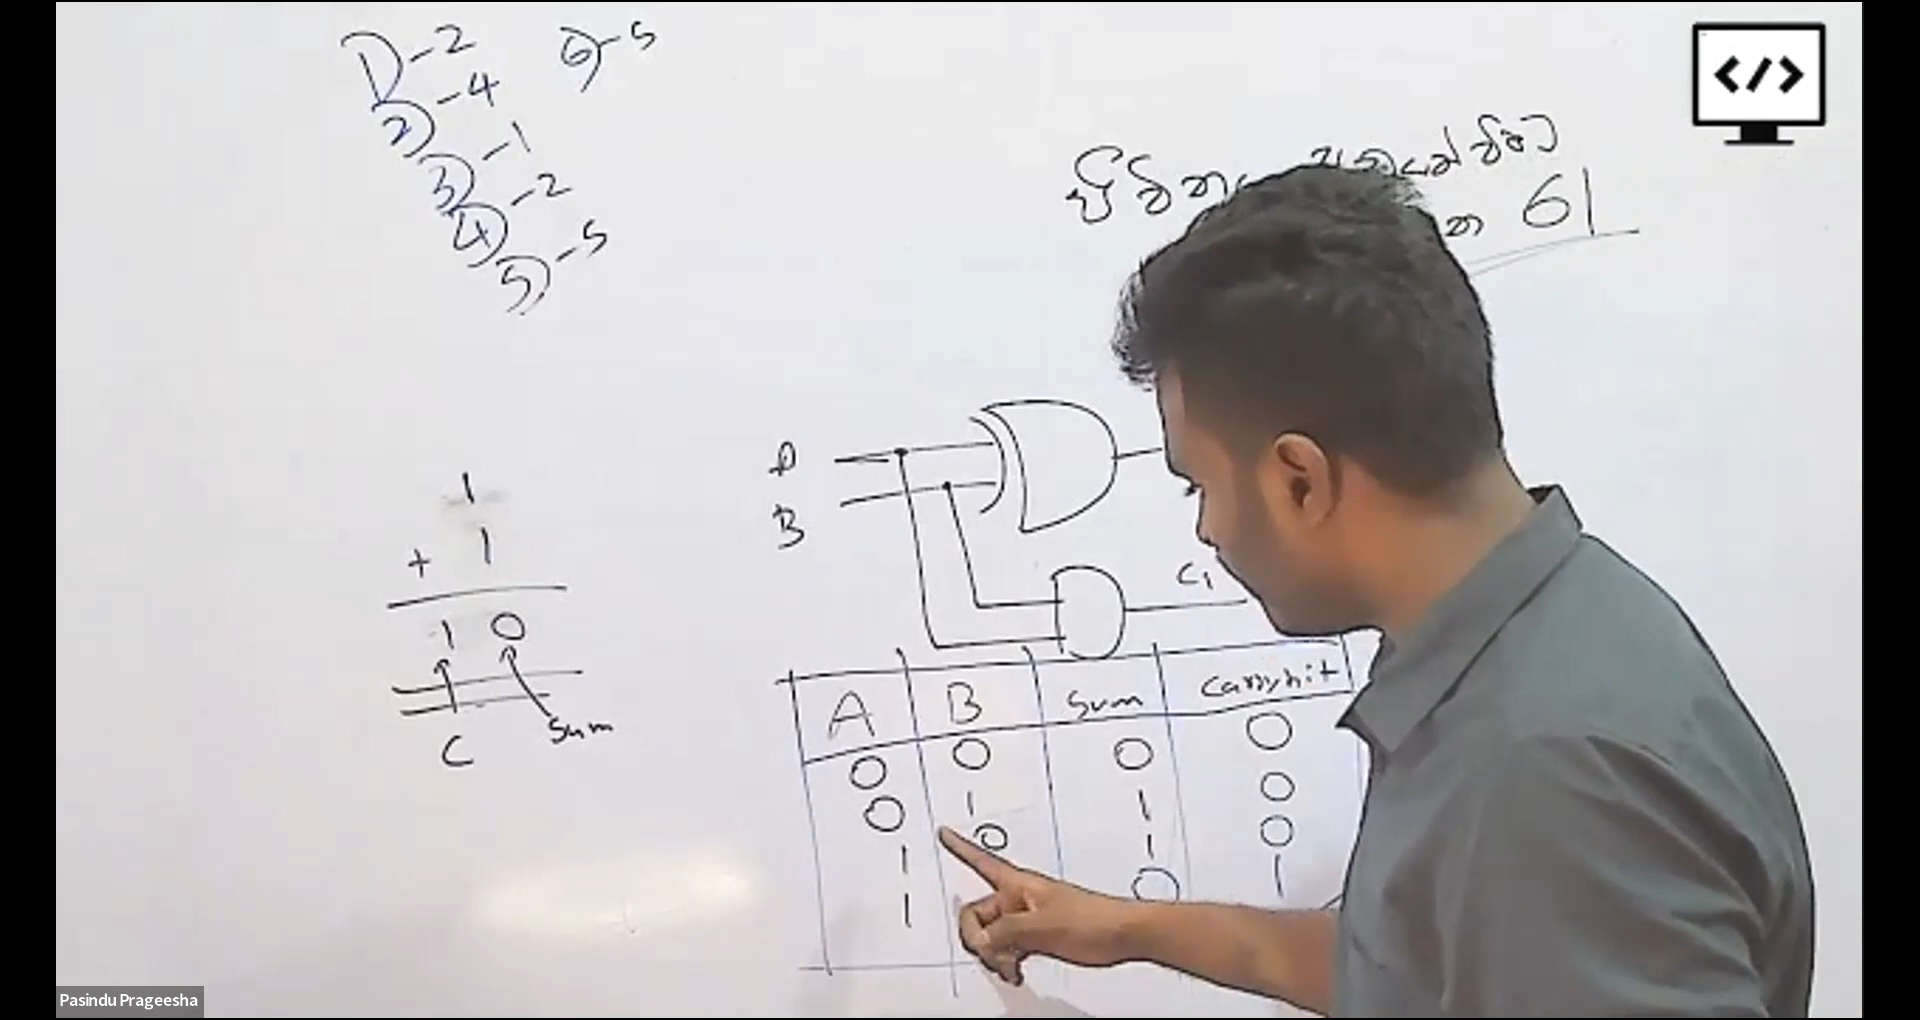 1) - 2
2) - 4
3) - 1
4) - 2
5) - 5
6) - 5
</>
61
1
+ 1
1 0
C Sum
A
B
C1
A B Sum Carry bit
0 0 0 0
0 1 1 0
1 0 1 0
1 0 1
Pasindu Prageesha